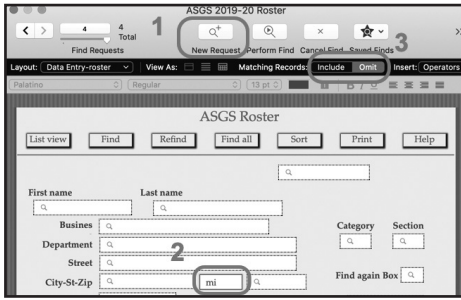 ASGS 2019-20 Roster
1
4
4
Total
Find Requests
New Request
Perform Find
Cancel Find
Saved Finds
3
Layout: Data Entry-roster
View As:
Matching Records: Include Omit
Insert: Operators
Palatino
Regular
13 pt
B I U
ASGS Roster
List view
Find
Refind
Find all
Sort
Print
Help
First name
Last name
Busines
Category
Section
Department
2
Street
City-St-Zip
mi
Find again Box